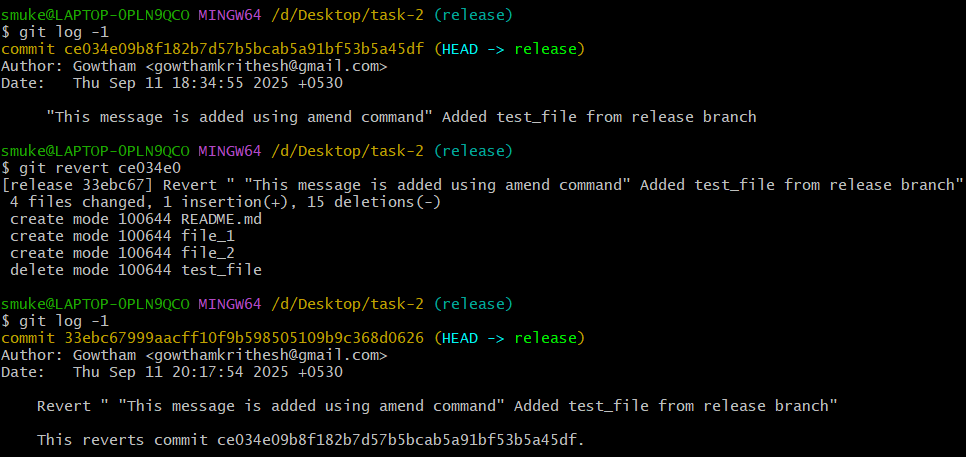 smuke@LAPTOP-0PLN9QCO MINGW64 /d/Desktop/task-2 (release)
$ git log -1
commit ce034e09b8f182b7d57b5bcab5a91bf53b5a45df (HEAD -> release)
Author: Gowtham <gowthamkrithesh@gmail.com>
Date:   Thu Sep 11 18:34:55 2025 +0530

     "This message is added using amend command" Added test_file from release branch

smuke@LAPTOP-0PLN9QCO MINGW64 /d/Desktop/task-2 (release)
$ git revert ce034e0
[release 33ebc67] Revert " "This message is added using amend command" Added test_file from release branch"
 4 files changed, 1 insertion(+), 15 deletions(-)
 create mode 100644 README.md
 create mode 100644 file_1
 create mode 100644 file_2
 delete mode 100644 test_file

smuke@LAPTOP-0PLN9QCO MINGW64 /d/Desktop/task-2 (release)
$ git log -1
commit 33ebc67999aacff10f9b598505109b9c368d0626 (HEAD -> release)
Author: Gowtham <gowthamkrithesh@gmail.com>
Date:   Thu Sep 11 20:17:54 2025 +0530

    Revert " "This message is added using amend command" Added test_file from release branch"

    This reverts commit ce034e09b8f182b7d57b5bcab5a91bf53b5a45df.